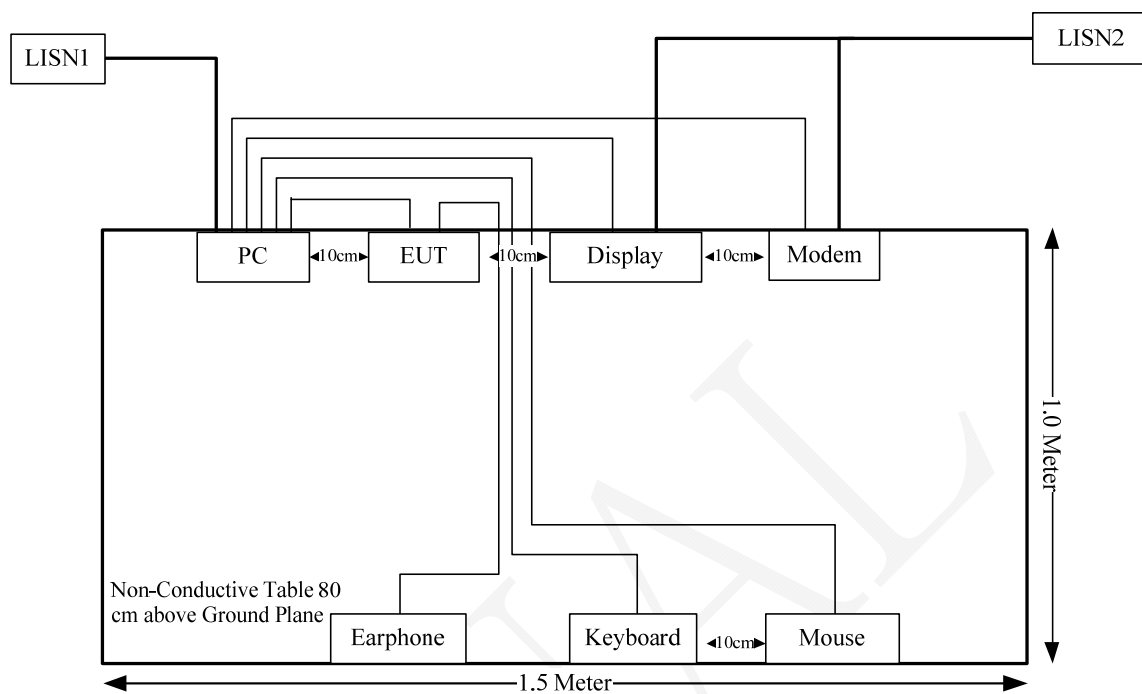 LISN1
LISN2
PC
10cm
EUT
10cm
Display
10cm
Modem
1.0 Meter
Non-Conductive Table 80
cm above Ground Plane
Earphone
Keyboard
10cm
Mouse
1.5 Meter